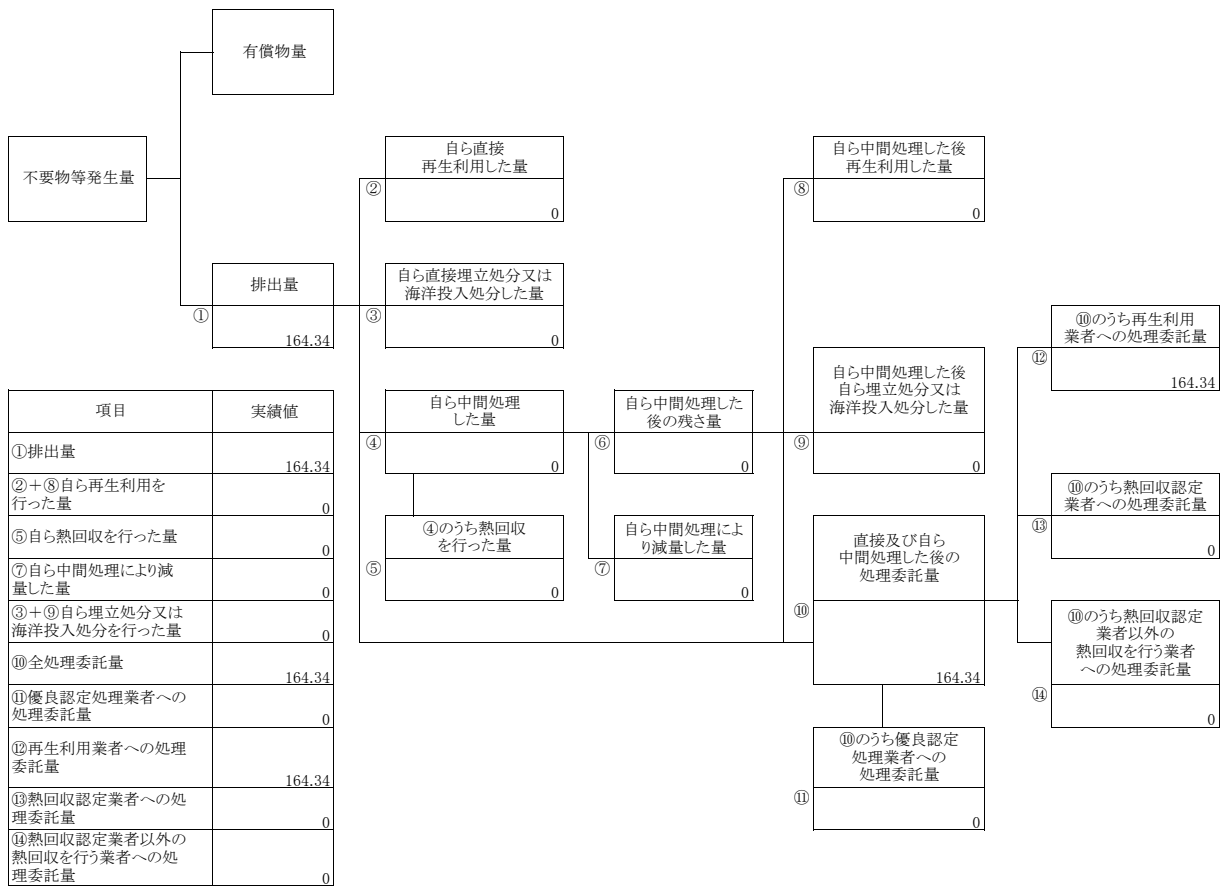 有償物量
不要物等発生量
自ら直接
再生利用した量
②
0
自ら中間処理した後
再生利用した量
⑧
0
排出量
①
164.34
自ら直接埋立処分又は
海洋投入処分した量
③
0
⑩のうち再生利用
業者への処理委託量
⑫
164.34
自ら中間処理
した量
④
0
自ら中間処理した
後の残さ量
⑥
0
自ら中間処理した後
自ら埋立処分又は
海洋投入処分した量
⑨
0
⑩のうち熱回収認定
業者への処理委託量
⑬
0
④のうち熱回収
を行った量
⑤
0
自ら中間処理によ
り減量した量
⑦
0
直接及び自ら
中間処理した後の
処理委託量
⑩
164.34
⑩のうち熱回収認定
業者以外の
熱回収を行う業者
への処理委託量
⑭
0
⑩のうち優良認定
処理業者への
処理委託量
⑪
0
項目 実績値
①排出量
164.34
②+⑧自ら再生利用を
行った量
0
⑤自ら熱回収を行った量
0
⑦自ら中間処理により減
量した量
0
③+⑨自ら埋立処分又は
海洋投入処分を行った量
0
⑩全処理委託量
164.34
⑪優良認定処理業者への
処理委託量
0
⑫再生利用業者への処理
委託量
164.34
⑬熱回収認定業者への処
理委託量
0
⑭熱回収認定業者以外の
熱回収を行う業者への処
理委託量
0